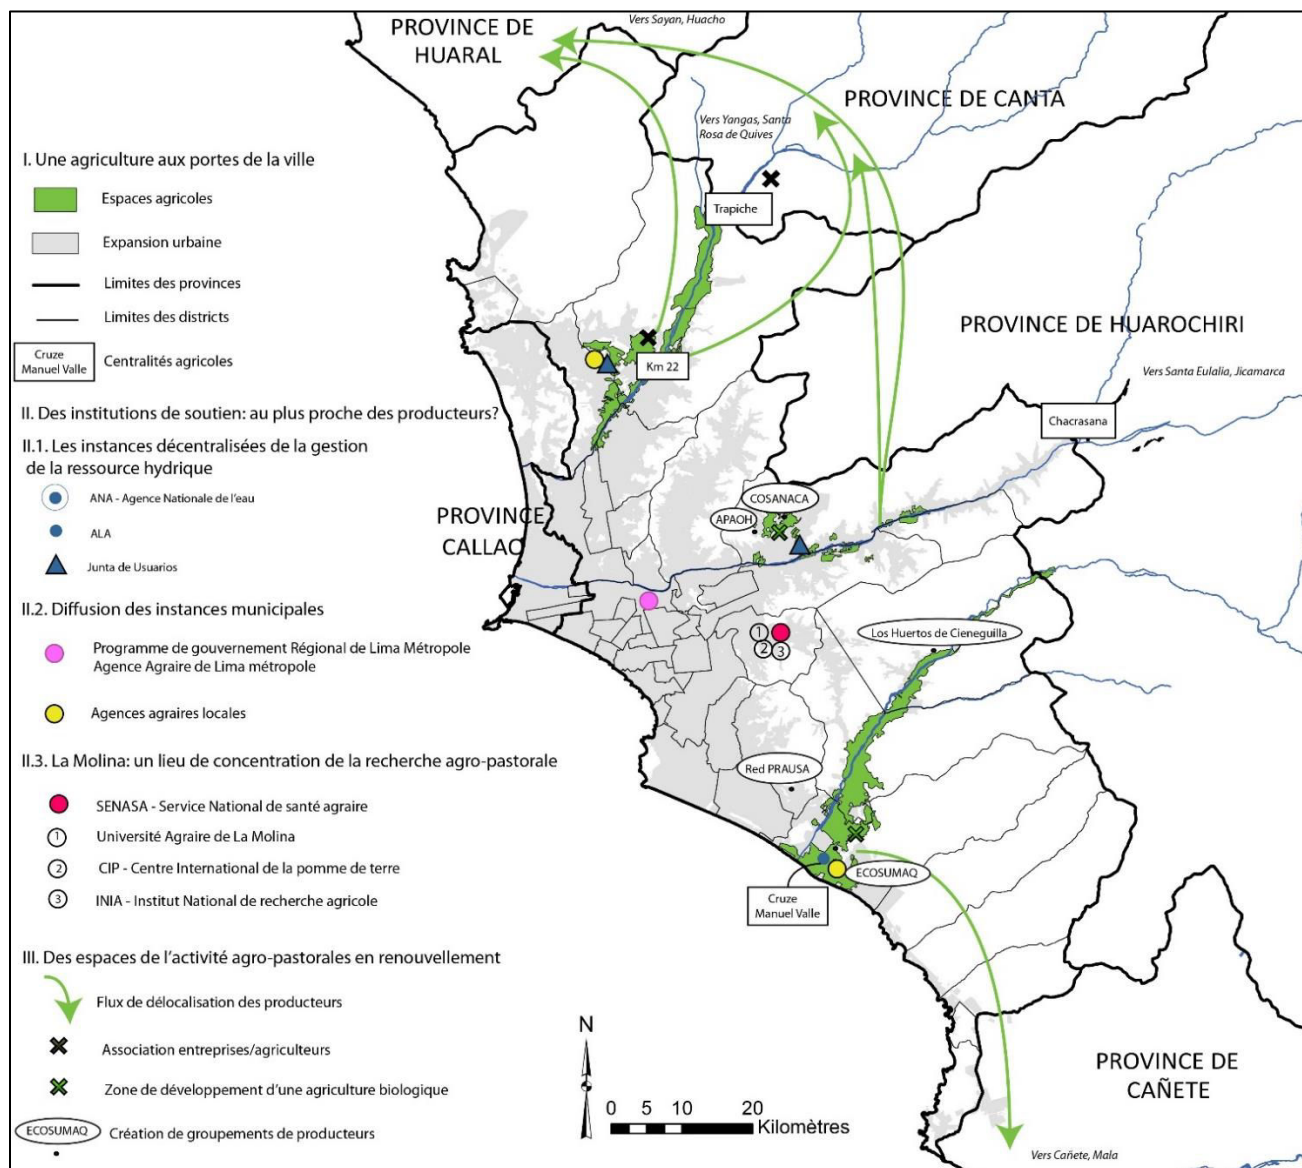 PROVINCE DE
HUARAL
Vers Sayan, Huacho
PROVINCE DE CANTA
Vers Yangas, Santa
Rosa de Quives
Trapiche
Km 22
PROVINCE DE HUAROCHIRI
Vers Santa Eulalia, Jicamarca
Chacrasana
COSANACA
APAOH
PROVINCE
CALLAO
1
2
3
Los Huertos de Cieneguilla
Red PRAUSA
ECOSUMAQ
Cruze
Manuel Valle
PROVINCE DE
CAÑETE
Vers Cañete, Mala
I. Une agriculture aux portes de la ville
Espaces agricoles
Expansion urbaine
Limites des provinces
Limites des districts
Cruze
Manuel Valle
Centralités agricoles
II. Des institutions de soutien: au plus proche des producteurs?
II.1. Les instances décentralisées de la gestion
de la ressource hydrique
ANA - Agence Nationale de l'eau
ALA
Junta de Usuarios
II.2. Diffusion des instances municipales
Programme de gouvernement Régional de Lima Métropole
Agence Agraire de Lima métropole
Agences agraires locales
II.3. La Molina: un lieu de concentration de la recherche agro-pastorale
SENASA - Service National de santé agraire
1 Université Agraire de La Molina
2 CIP - Centre International de la pomme de terre
3 INIA - Institut National de recherche agricole
III. Des espaces de l'activité agro-pastorales en renouvellement
Flux de délocalisation des producteurs
Association entreprises/agriculteurs
Zone de développement d'une agriculture biologique
ECOSUMAQ
Création de groupements de producteurs
N
0 5 10 20
Kilomètres